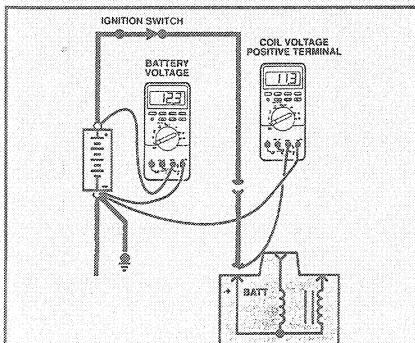 IGNITION SWITCH
COIL VOLTAGE
POSITIVE TERMINAL
BATTERY
VOLTAGE
11.3
12.3
BATT